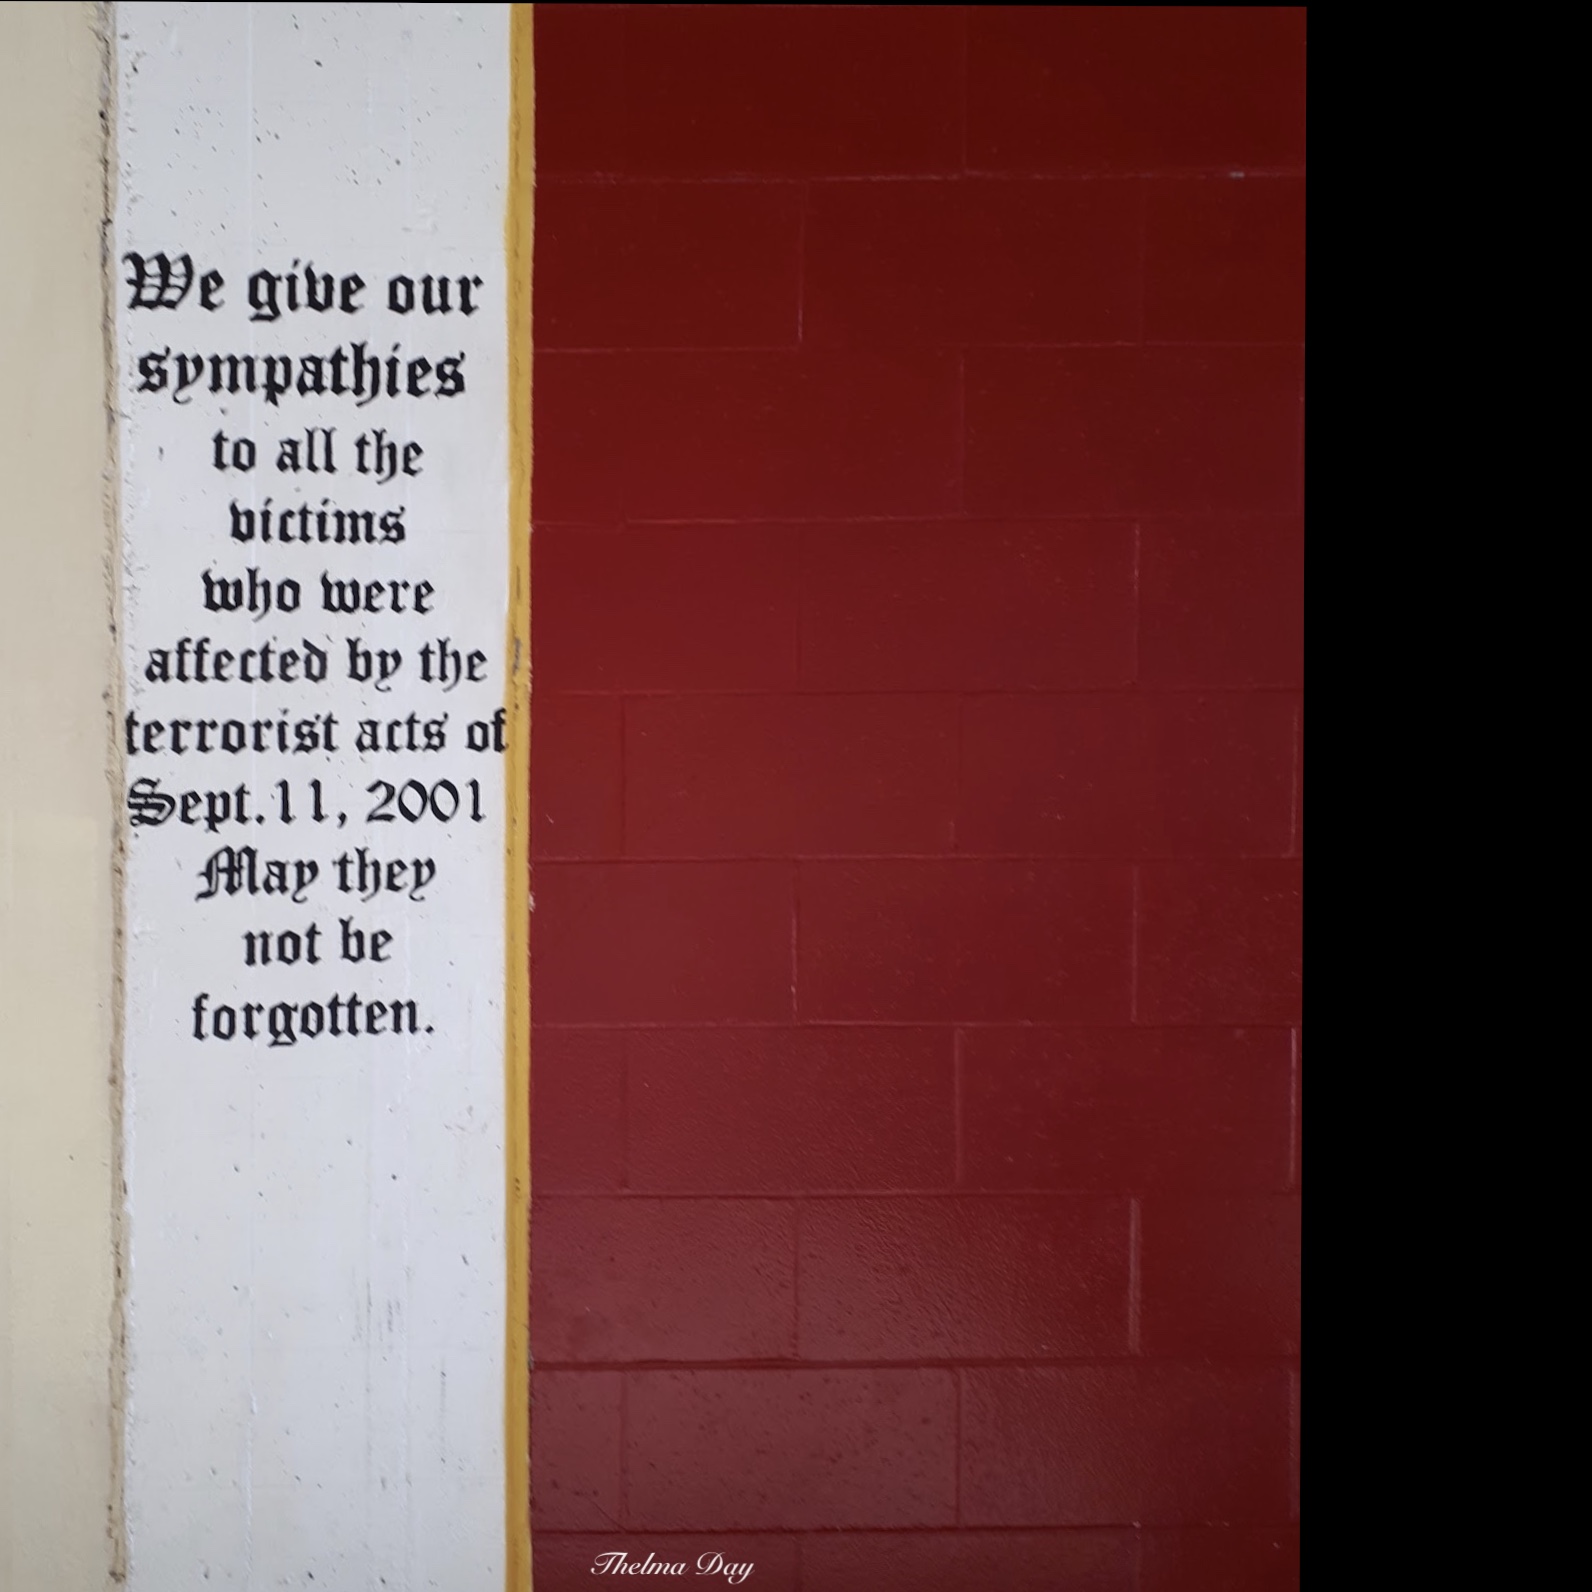 We give our
sympathies
to all the
victims
who were
affected by the
terrorist acts of
Sept.11, 2001
May they
not be
forgotten.
Thelma Day